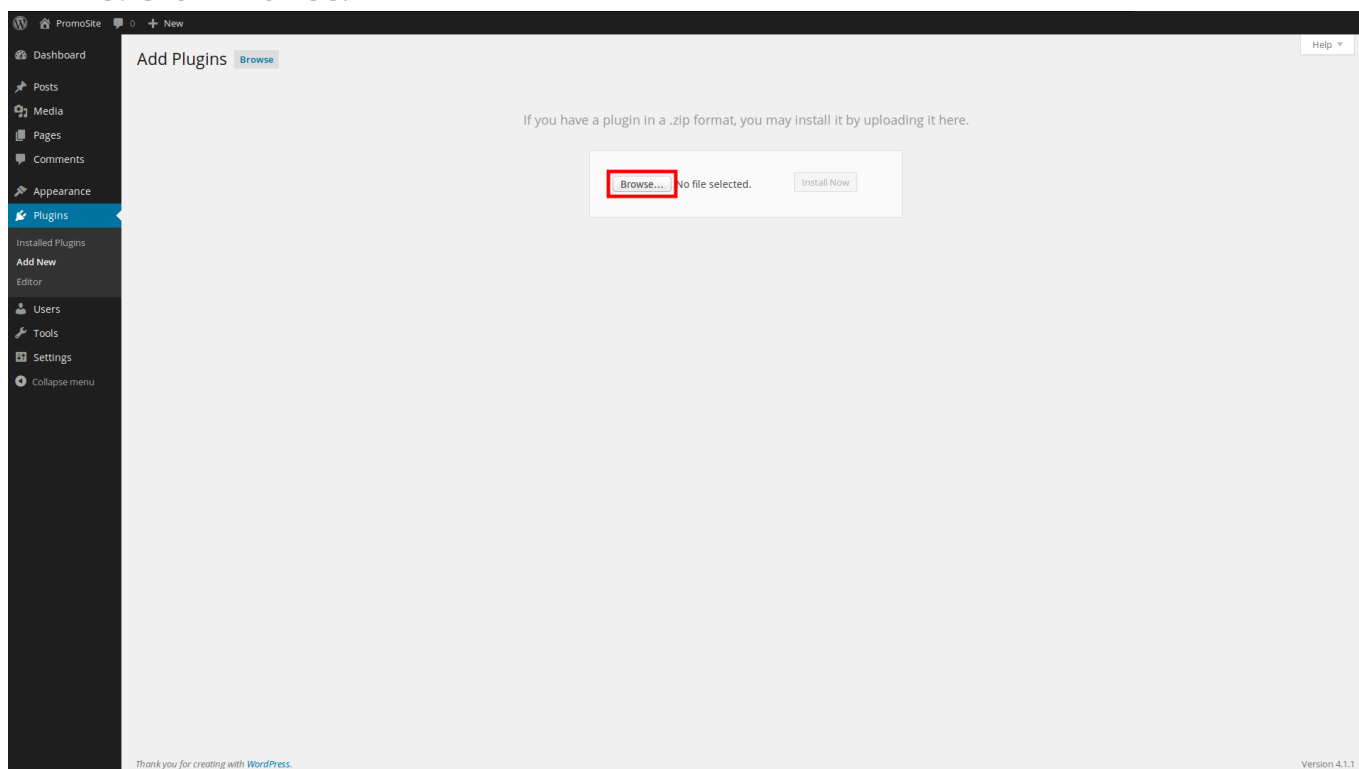 PromoSite 0 + New
Help
Dashboard
Add Plugins Browse
Posts
Media
If you have a plugin in a .zip format, you may install it by uploading it here.
Pages
Comments
Browse... No file selected. Install Now
Appearance
Plugins
Installed Plugins
Add New
Editor
Users
Tools
Settings
Collapse menu
Thank you for creating with WordPress. Version 4.1.1